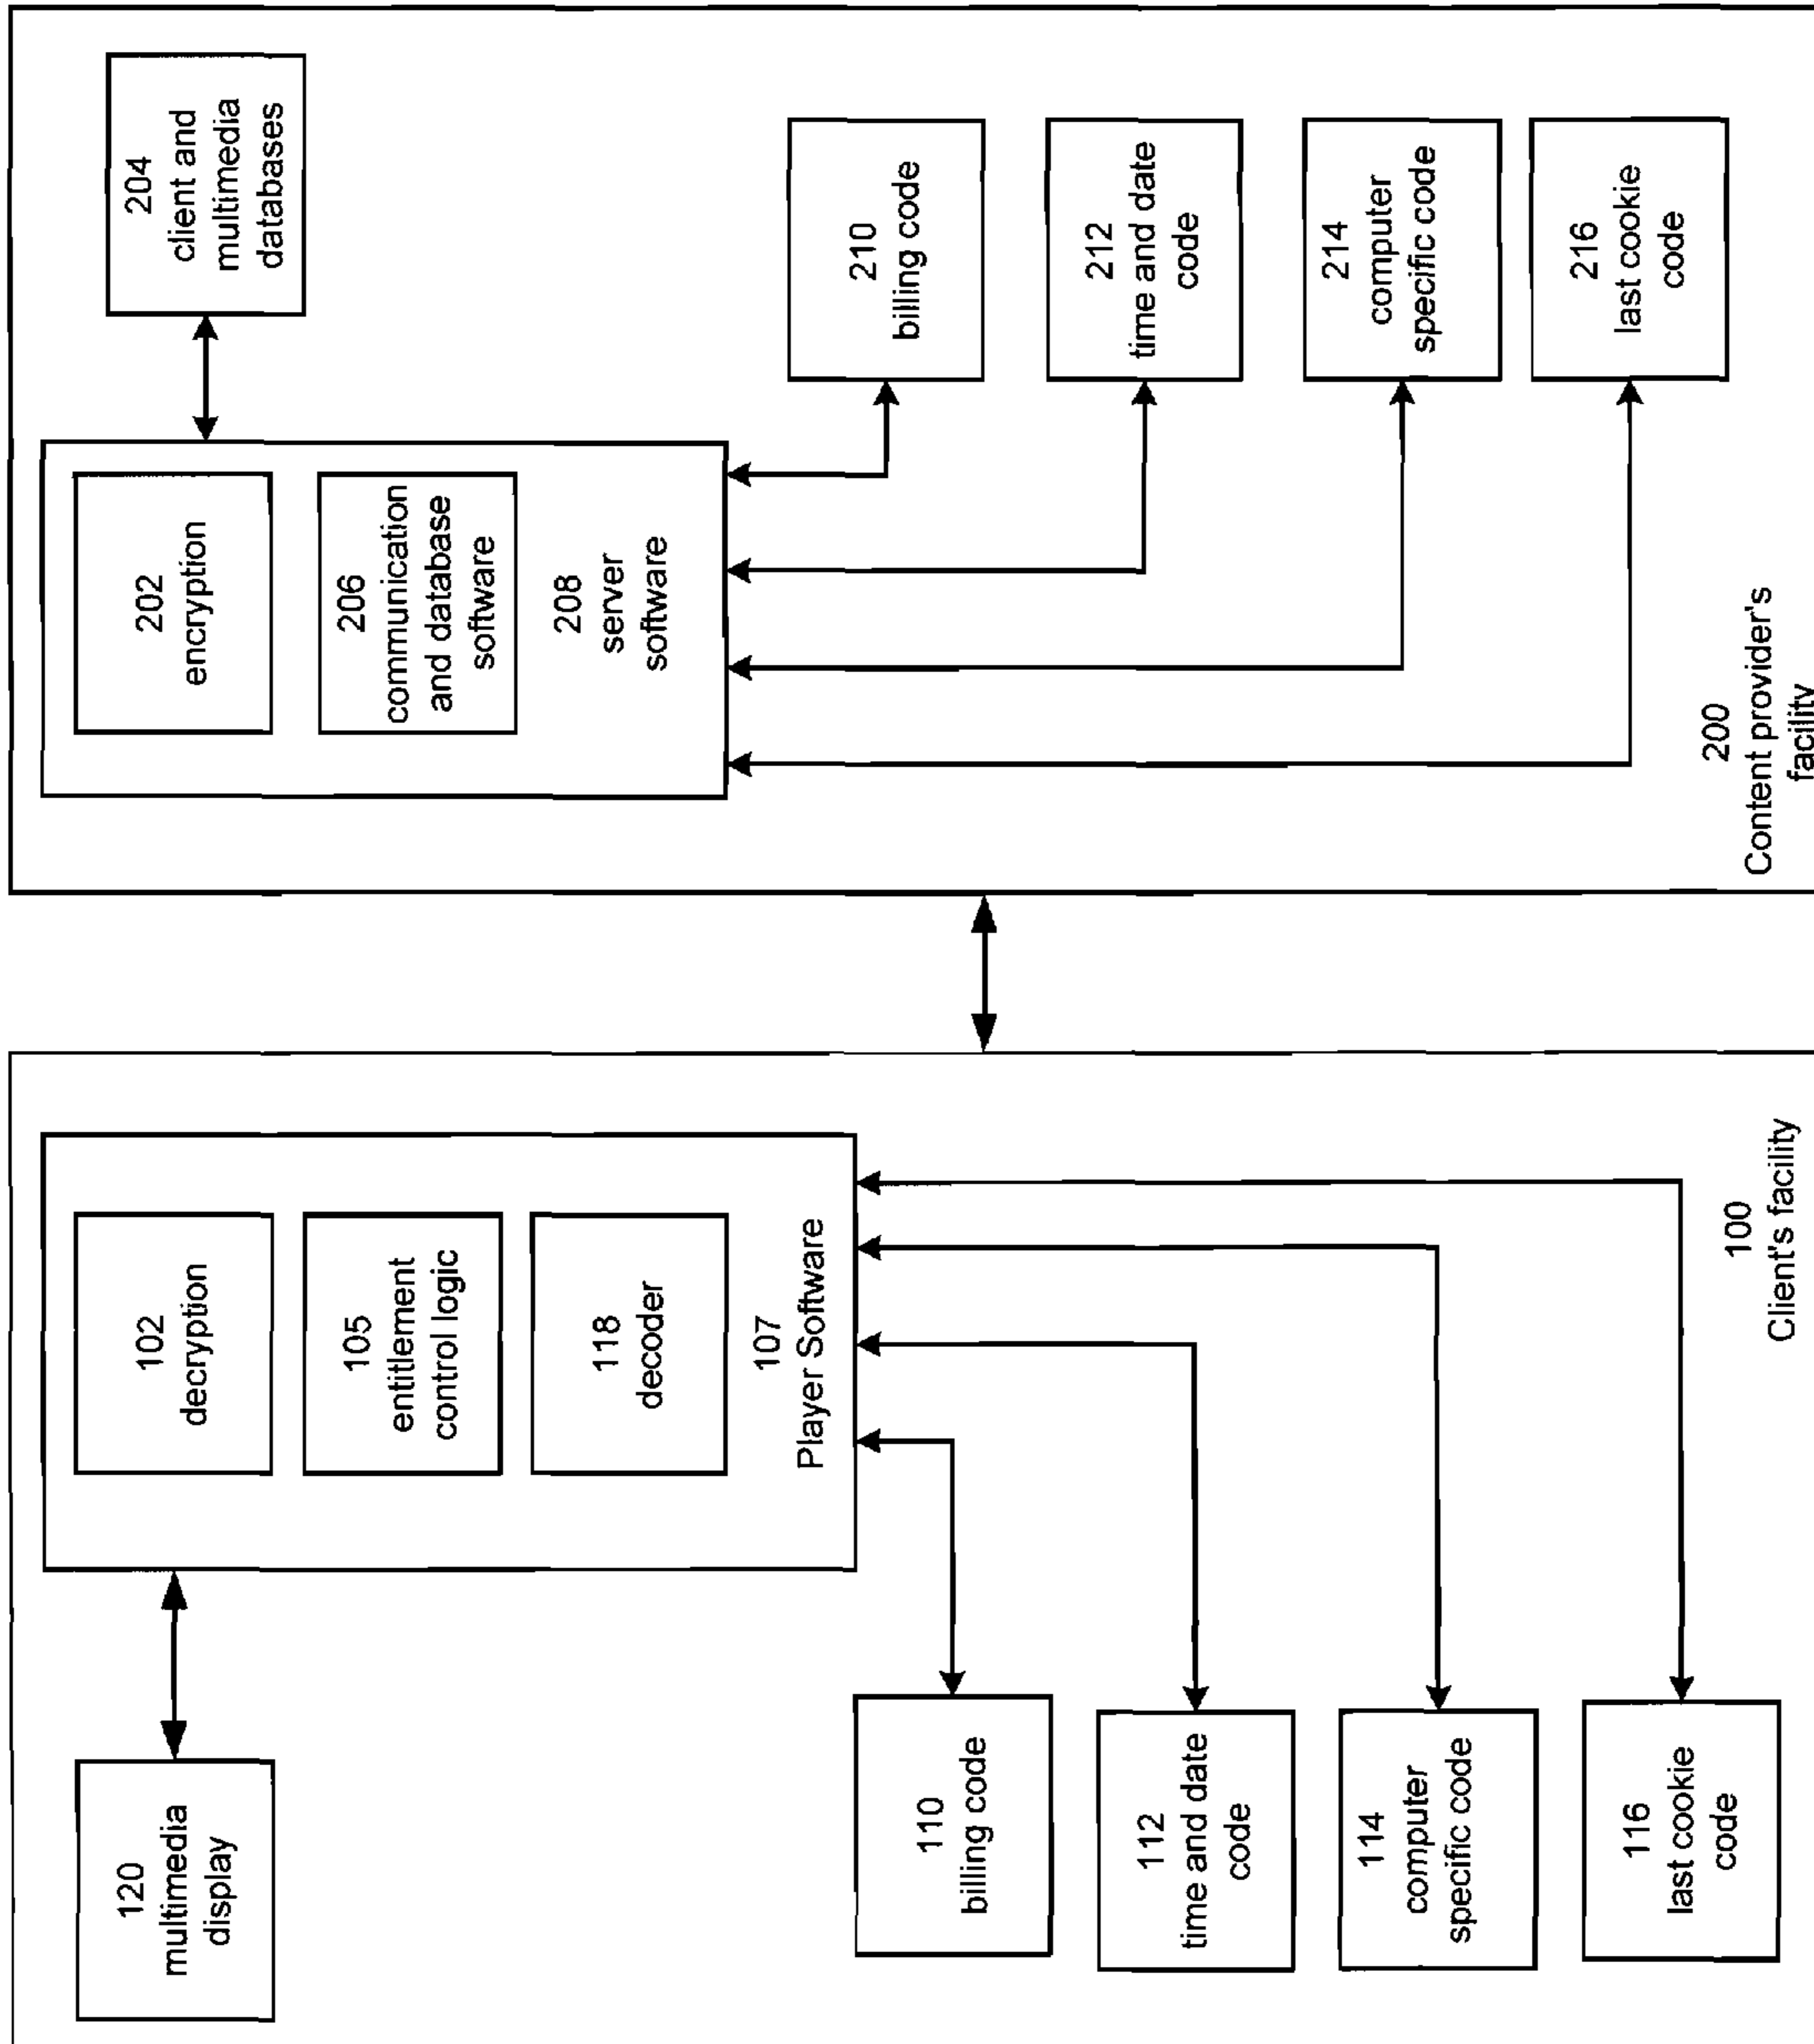 120
multimedia
display
102
decryption
105
entitlement
control logic
118
decoder
107
Player Software
110
billing code
112
time and date
code
114
computer
specific code
116
last cookie
code
100
Client's facility
202
encryption
206
communication
and database
software
208
server
software
204
client and
multimedia
databases
210
billing code
212
time and date
code
214
computer
specific code
216
last cookie
code
200
Content provider's
facility